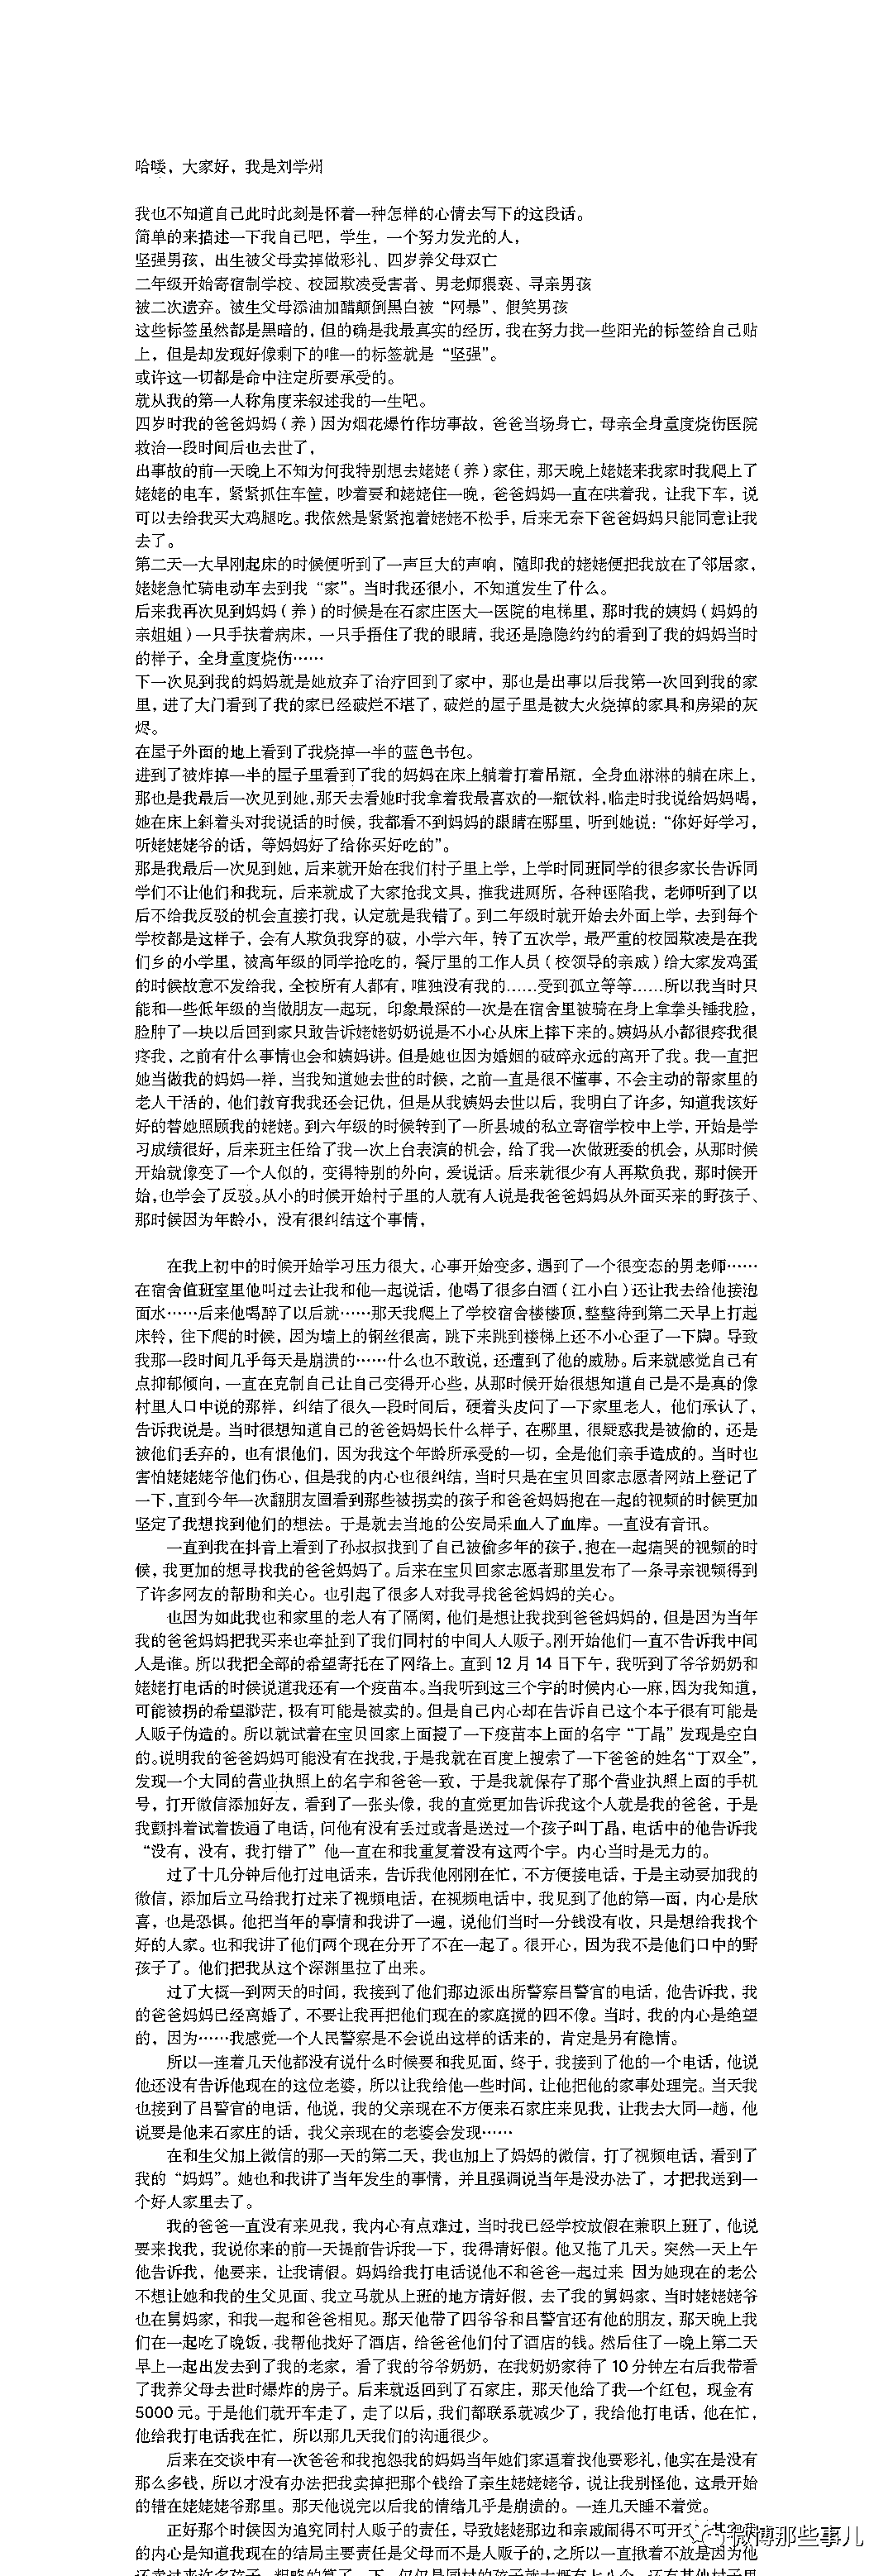 哈喽，大家好，我是刘学州
我也不知道自己此时此刻是怀着一种怎样的心情去写下的这段话。
简单的来描述一下我自己吧，学生，一个努力发光的人，
坚强男孩，出生被父母卖掉做彩礼、四岁养父母双亡
二年级开始寄宿制学校、校园欺凌受害者、男老师猥亵、寻亲男孩
被二次遗弃。被生父母添油加醋颠倒黑白被“网暴”、假笑男孩
这些标签虽然都是黑暗的，但的确是我最真实的经历，我在努力找一些阳光的标签给自己贴
上，但是却发现好像剩下的唯一的标签就是“坚强”。
或许这一切都是命中注定所要承受的。
就从我的第一人称角度来叙述我的一生吧。
四岁时我的爸爸妈妈（养）因为烟花爆竹作坊事故，爸爸当场身亡，母亲全身重度烧伤医院
救治一段时间后也去世了，
出事故的前一天晚上不知为何我特别想去姥姥（养）家住，那天晚上姥姥来我家时我爬上了
姥姥的电车，紧紧抓住车筐，吵着要和姥姥住一晚，爸爸妈妈一直在哄着我，让我下车，说
可以去给我买大鸡腿吃。我依然是紧紧抱着姥姥不松手，后来无奈下爸爸妈妈只能同意让我
去了。
第二天一大早刚起床的时候便听到了一声巨大的声响，随即我的姥姥便把我放在了邻居家，
姥姥急忙骑电动车去到我“家”。当时我还很小，不知道发生了什么。
后来我再次见到妈妈（养）的时候是在石家庄医大一医院的电梯里，那时我的姨妈（妈妈的
亲姐姐）一只手扶着病床，一只手捂住了我的眼睛，我还是隐隐约约的看到了我的妈妈当时
的样子，全身重度烧伤……
下一次见到我的妈妈就是她放弃了治疗回到了家中，那也是出事以后我第一次回到我的家
里，进了大门看到了我的家已经破烂不堪了，破烂的屋子里是被大火烧掉的家具和房梁的灰
烬。
在屋子外面的地上看到了我烧掉一半的蓝色书包。
进到了被炸掉一半的屋子里看到了我的妈妈在床上躺着打着吊瓶，全身血淋淋的躺在床上，
那也是我最后一次见到她，那天去看她时我拿着我最喜欢的一瓶饮料，临走时我说给妈妈喝，
她在床上斜着头对我说话的时候，我都看不到妈妈的眼睛在哪里，听到她说：“你好好学习，
听姥姥姥爷的话，等妈妈好了给你买好吃的”。
那是我最后一次见到她，后来就开始在我们村子里上学，上学时同班同学的很多家长告诉同
学们不让他们和我玩，后来就成了大家抢我文具，推我进厕所，各种诬陷我，老师听到了以
后不给我反驳的机会直接打我，认定就是我错了。到二年级时就开始去外面上学，去到每个
学校都是这样子，会有人欺负我穿的破，小学六年，转了五次学，最严重的校园欺凌是在我
们乡的小学里，被高年级的同学抢吃的，餐厅里的工作人员（校领导的亲戚）给大家发鸡蛋
的时候故意不发给我，全校所有人都有，唯独没有我的……受到孤立等等……所以我当时只
能和一些低年级的当做朋友一起玩，印象最深的一次是在宿舍里被骑在身上拿拳头锤我脸，
脸肿了一块以后回到家只敢告诉姥姥奶奶说是不小心从床上摔下来的。姨妈从小都很疼我很
疼我，之前有什么事情也会和姨妈讲。但是她也因为婚姻的破碎永远的离开了我。我一直把
她当做我的妈妈一样，当我知道她去世的时候，之前一直是很不懂事，不会主动的帮家里的
老人干活的，他们教育我我还会记仇，但是从我姨妈去世以后，我明白了许多，知道我该好
好的替她照顾我的姥姥。到六年级的时候转到了一所县城的私立寄宿学校中上学，开始是学
习成绩很好，后来班主任给了我一次上台表演的机会，给了我一次做班委的机会，从那时候
开始就像变了一个人似的，变得特别的外向，爱说话。后来就很少有人再欺负我，那时候开
始，也学会了反驳。从小的时候开始村子里的人就有人说是我爸爸妈妈从外面买来的野孩子、
那时候因为年龄小，没有很纠结这个事情，
在我上初中的时候开始学习压力很大，心事开始变多，遇到了一个很变态的男老师……
在宿舍值班室里他叫过去让我和他一起说话，他喝了很多白酒（江小白）还让我去给他接泡
面水……后来他喝醉了以后就……那天我爬上了学校宿舍楼楼顶，整整待到第二天早上打起
床铃，往下爬的时候，因为墙上的钢丝很高，跳下来跳到楼梯上还不小心歪了一下脚。导致
我那一段时间几乎每天是崩溃的……什么也不敢说，还遭到了他的威胁。后来就感觉自己有
点抑郁倾向，一直在克制自己让自己变得开心些，从那时候开始很想知道自己是不是真的像
村里人口中说的那样，纠结了很久一段时间后，硬着头皮问了一下家里老人，他们承认了，
告诉我说是。当时很想知道自己的爸爸妈妈长什么样子，在哪里，很疑惑我是被偷的，还是
被他们丢弃的，也有恨他们，因为我这个年龄所承受的一切，全是他们亲手造成的。当时也
害怕姥姥姥爷他们伤心，但是我的内心也很纠结，当时只是在宝贝回家志愿者网站上登记了
一下，直到今年一次翻朋友圈看到那些被拐卖的孩子和爸爸妈妈抱在一起的视频的时候更加
坚定了我想找到他们的想法。于是就去当地的公安局采血入了血库。一直没有音讯。
一直到我在抖音上看到了孙叔叔找到了自己被偷多年的孩子，抱在一起痛哭的视频的时
候，我更加的想寻找我的爸爸妈妈了。后来在宝贝回家志愿者那里发布了一条寻亲视频得到
了许多网友的帮助和关心。也引起了很多人对我寻找爸爸妈妈的关心。
也因为如此我也和家里的老人有了隔阂，他们是想让我找到爸爸妈妈的，但是因为当年
我的爸爸妈妈把我买来也牵扯到了我们同村的中间人人贩子。刚开始他们一直不告诉我中间
人是谁。所以我把全部的希望寄托在了网络上。直到 12 月 14 日下午，我听到了爷爷奶奶和
姥姥打电话的时候说道我还有一个疫苗本。当我听到这三个字的时候内心一麻，因为我知道，
可能被拐的希望渺茫，极有可能是被卖的。但是自己内心却在告诉自己这个本子很有可能是
人贩子伪造的。所以就试着在宝贝回家上面搜了一下疫苗本上面的名字“丁晶”发现是空白
的。说明我的爸爸妈妈可能没有在找我，于是我就在百度上搜索了一下爸爸的姓名“丁双全”，
发现一个大同的营业执照上的名字和爸爸一致，于是我就保存了那个营业执照上面的手机
号，打开微信添加好友，看到了一张头像，我的直觉更加告诉我这个人就是我的爸爸，于是
我颤抖着试着拨通了电话，问他有没有丢过或者是送过一个孩子叫丁晶，电话中的他告诉我
“没有，没有，我打错了”他一直在和我重复着没有这两个字。内心当时是无力的。
过了十几分钟后他打过电话来，告诉我他刚刚在忙，不方便接电话，于是主动要加我的
微信，添加后立马给我打过来了视频电话，在视频电话中，我见到了他的第一面，内心是欣
喜，也是恐惧。他把当年的事情和我讲了一遍，说他们当时一分钱没有收，只是想给我找个
好的人家。也和我讲了他们两个现在分开了不在一起了。很开心，因为我不是他们口中的野
孩子了。他们把我从这个深渊里拉了出来。
过了大概一到两天的时间，我接到了他们那边派出所警察吕警官的电话，他告诉我，我
的爸爸妈妈已经离婚了，不要让我再把他们现在的家庭搅的四不像。当时，我的内心是绝望
的，因为……我感觉一个人民警察是不会说出这样的话来的，肯定是另有隐情。
所以一连着几天他都没有说什么时候要和我见面，终于，我接到了他的一个电话，他说
他还没有告诉他现在的这位老婆，所以让我给他一些时间，让他把他的家事处理完。当天我
也接到了吕警官的电话，他说，我的父亲现在不方便来石家庄来见我，让我去大同一趟，他
说要是他来石家庄的话，我父亲现在的老婆会发现……
在和生父加上微信的那一天的第二天，我也加上了妈妈的微信，打了视频电话，看到了
我的“妈妈”。她也和我讲了当年发生的事情，并且强调说当年是没办法了，才把我送到一
个好人家里去了。
我的爸爸一直没有来见我，我内心有点难过，当时我已经学校放假在兼职上班了，他说
要来找我，我说你来的前一天提前告诉我一下，我得请好假。他又拖了几天。突然一天上午
他告诉我，他要来，让我请假。妈妈给我打电话说他不和爸爸一起过来 因为她现在的老公
不想让她和我的生父见面、我立马就从上班的地方请好假，去了我的舅妈家、当时姥姥姥爷
也在舅妈家，和我一起和爸爸相见。那天他带了四爷爷和吕警官还有他的朋友，那天晚上我
们在一起吃了晚饭，我帮他找好了酒店，给爸爸他们付了酒店的钱。然后住了一晚上第二天
早上一起出发去到了我的老家，看了我的爷爷奶奶，在我奶奶家待了 10 分钟左右后我带着
了我养父母去世时爆炸的房子。后来就返回到了石家庄，那天他给了我一个红包，现金有
5000 元。于是他们就开车走了，走了以后，我们都联系就减少了，我给他打电话，他在忙，
他给我打电话我在忙，所以那几天我们的沟通很少。
后来在交谈中有一次爸爸和我抱怨我的妈妈当年她们家逼着找他要彩礼，他实在是没有
那么多钱，所以才没有办法把我卖掉把那个钱给了亲生姥姥姥爷，说让我别怪他，这最开始
的错在姥姥姥爷那里。那天他说完以后我的情绪几乎是崩溃的。一连几天睡不着觉。
正好那个时候因为追究同村人贩子的责任，导致姥姥那边和亲戚闹得不可开交
的内心是知道我现在的结局主要责任是父母而不是人贩子的，之所以一直揪着不放是因为他
微博那些事儿